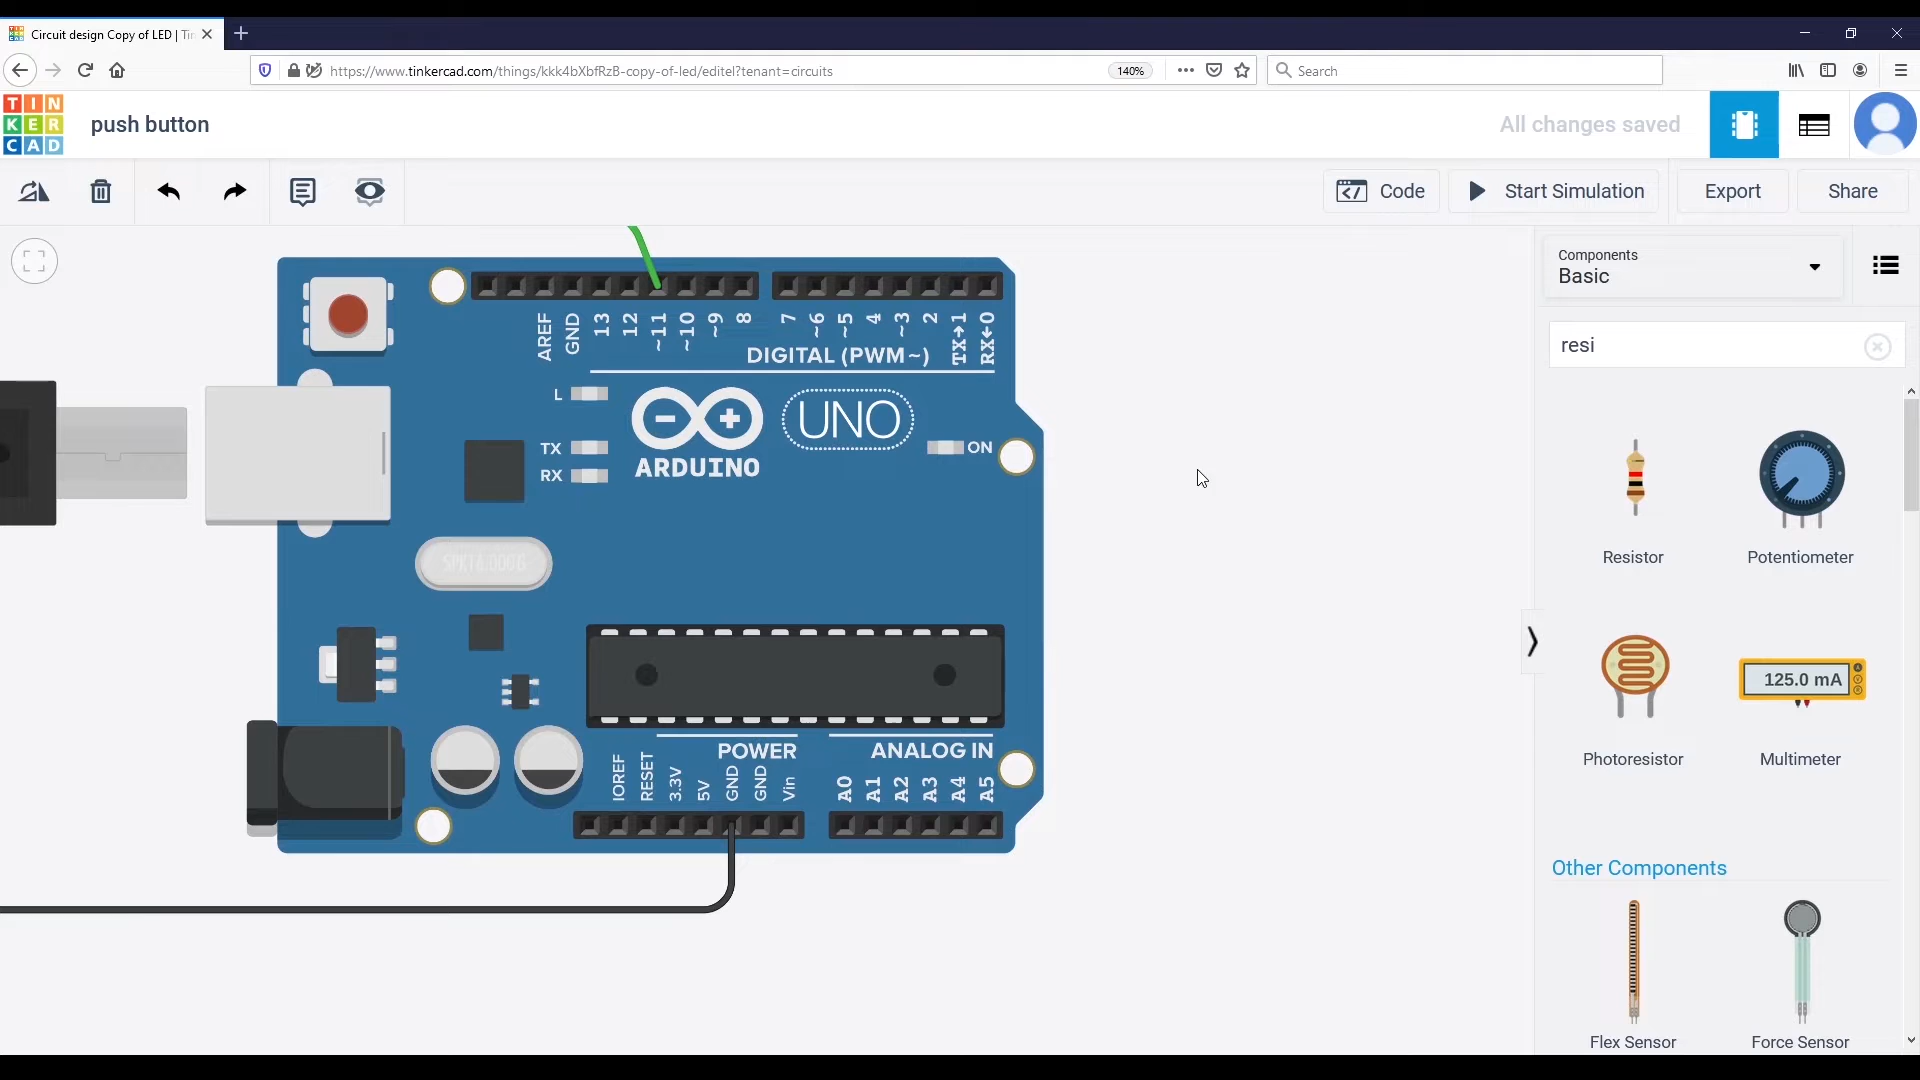 Circuit design Copy of LED | Tin
https://www.tinkercad.com/things/kkk4bXbfRzB-copy-of-led/editel?tenant=circuits
140%
Search
TIN
KER
CAD
push button
All changes saved
Code
Start Simulation
Export
Share
Components
Basic
resi
Resistor
Potentiometer
125.0 mA
Photoresistor
Multimeter
Other Components
Flex Sensor
Force Sensor
AREF
GND
13
12
~11
~10
~9
8
7
~6
~5
4
~3
2
TX→1
RX←0
DIGITAL (PWM~)
L
TX
RX
UNO
ARDUINO
ON
POWER
ANALOG IN
IOREF
RESET
3.3V
5V
GND
GND
Vin
A0
A1
A2
A3
A4
A5